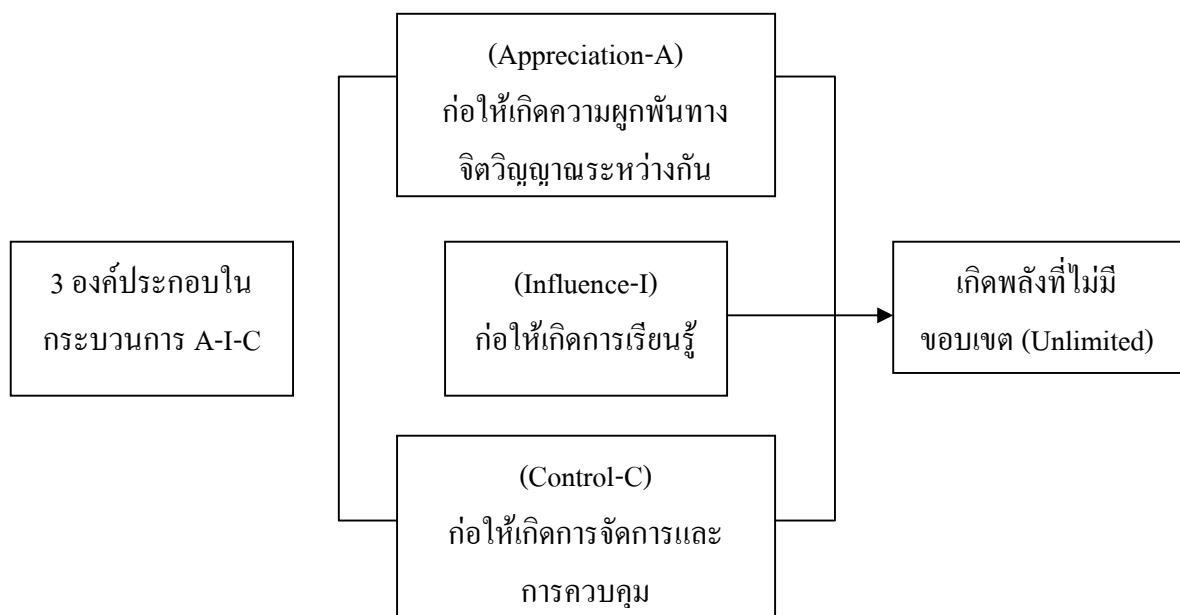 (Appreciation-A)
ก่อให้เกิดความผูกพันทาง
จิตวิญญาณระหว่างกัน
3 องค์ประกอบใน
กระบวนการ A-I-C
(Influence-I)
ก่อให้เกิดการเรียนรู้
เกิดพลังที่ไม่มี
ขอบเขต (Unlimited)
(Control-C)
ก่อให้เกิดการจัดการและ
การควบคุม